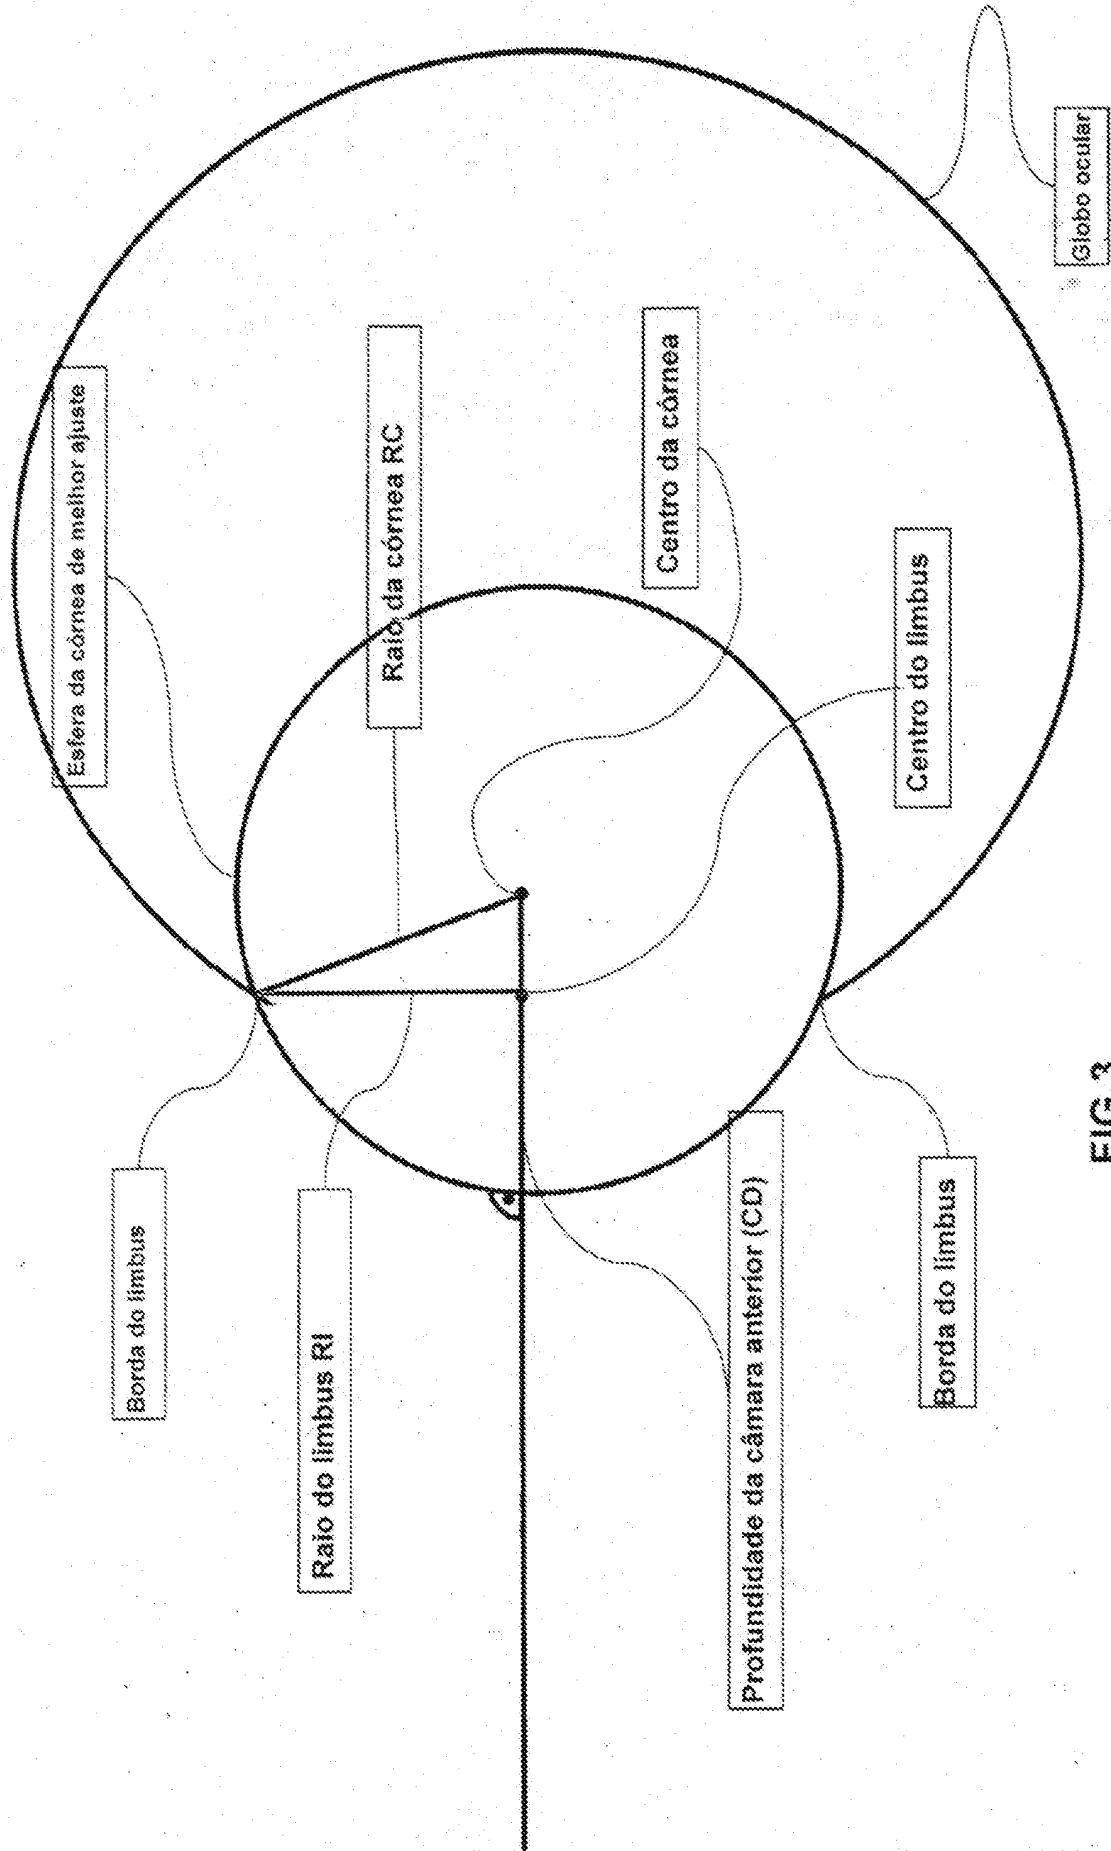 Esfera da córnea de melhor ajuste
Borda do limbus
Raio da córnea RC
Raio do limbus Rl
Centro da córnea
Profundidade da câmara anterior (CD)
Centro do limbus
Borda do limbus
Globo ocular
FIG 3